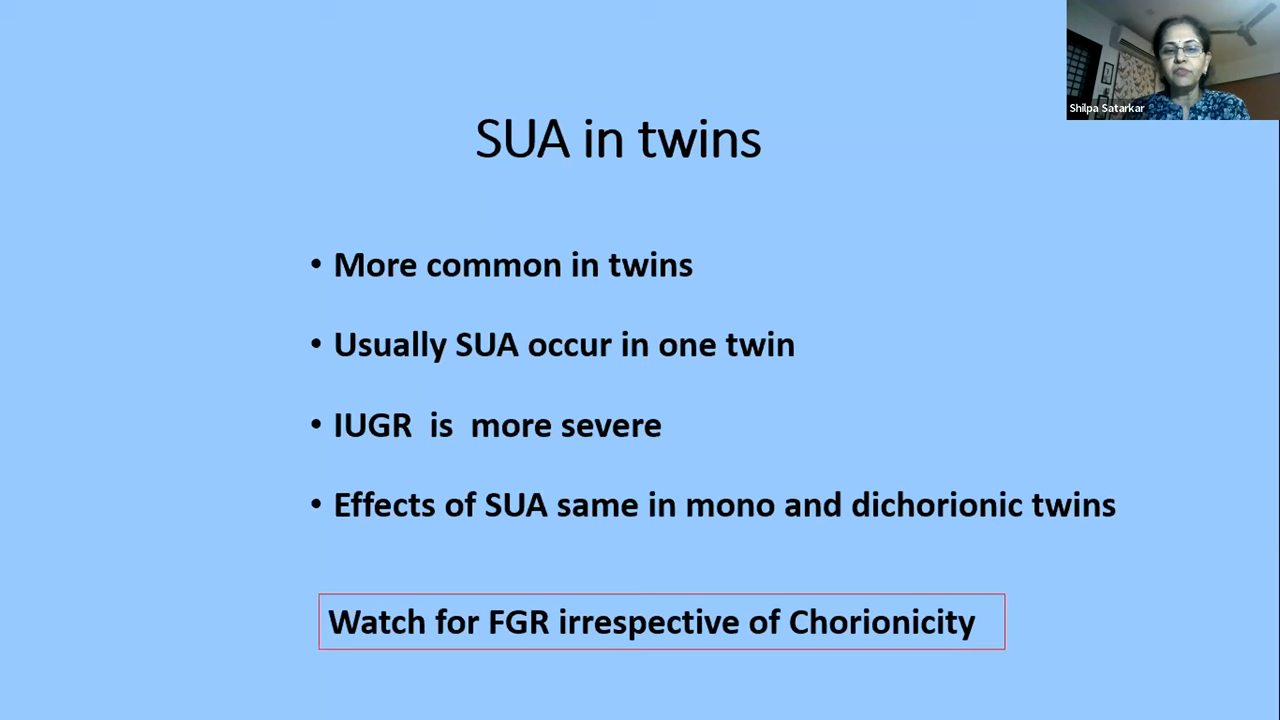 Shilpa Satarkar
SUA in twins
• More common in twins
• Usually SUA occur in one twin
• IUGR is more severe
• Effects of SUA same in mono and dichorionic twins
Watch for FGR irrespective of Chorionicity